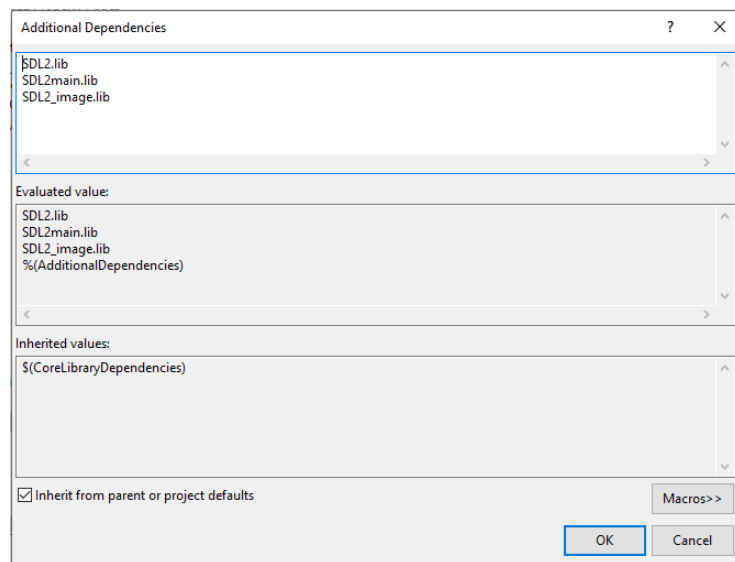 Additional Dependencies
SDL2.lib
SDL2main.lib
SDL2_image.lib
Evaluated value:
SDL2.lib
SDL2main.lib
SDL2_image.lib
%(AdditionalDependencies)
Inherited values:
$(CoreLibraryDependencies)
Inherit from parent or project defaults
Macros>>
OK
Cancel